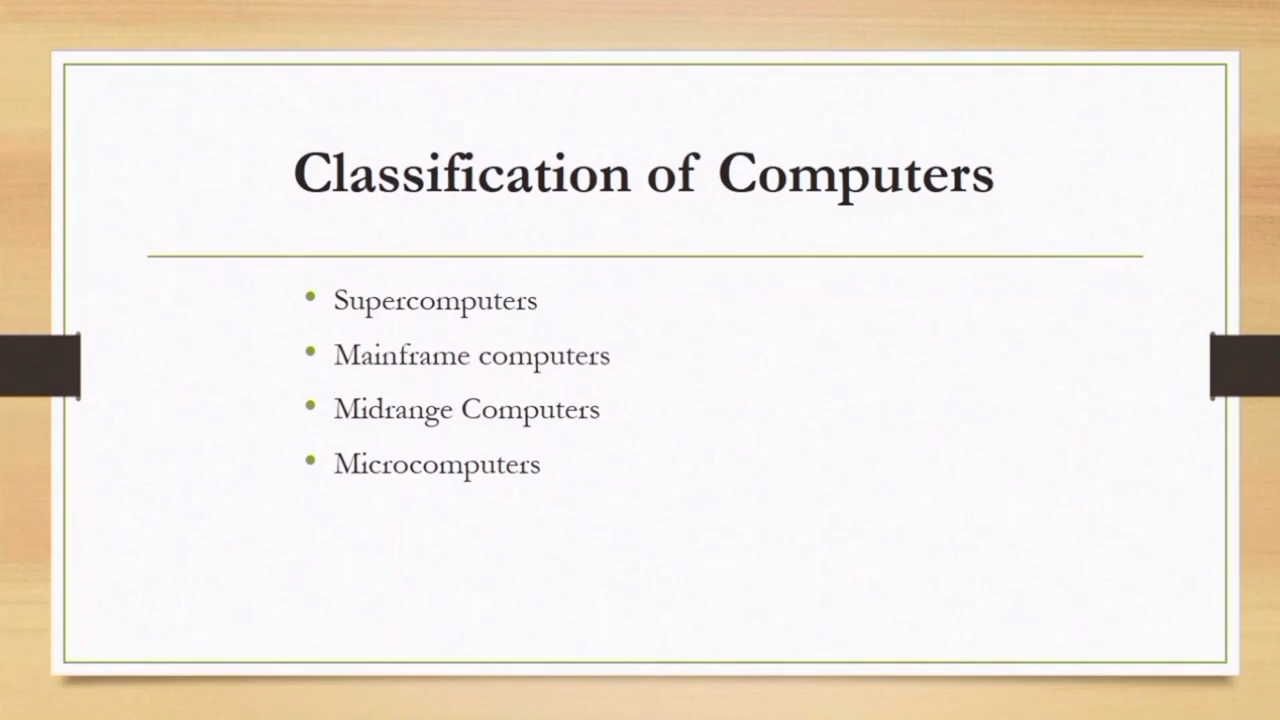 Classification of Computers
• Supercomputers
• Mainframe computers
• Midrange Computers
• Microcomputers